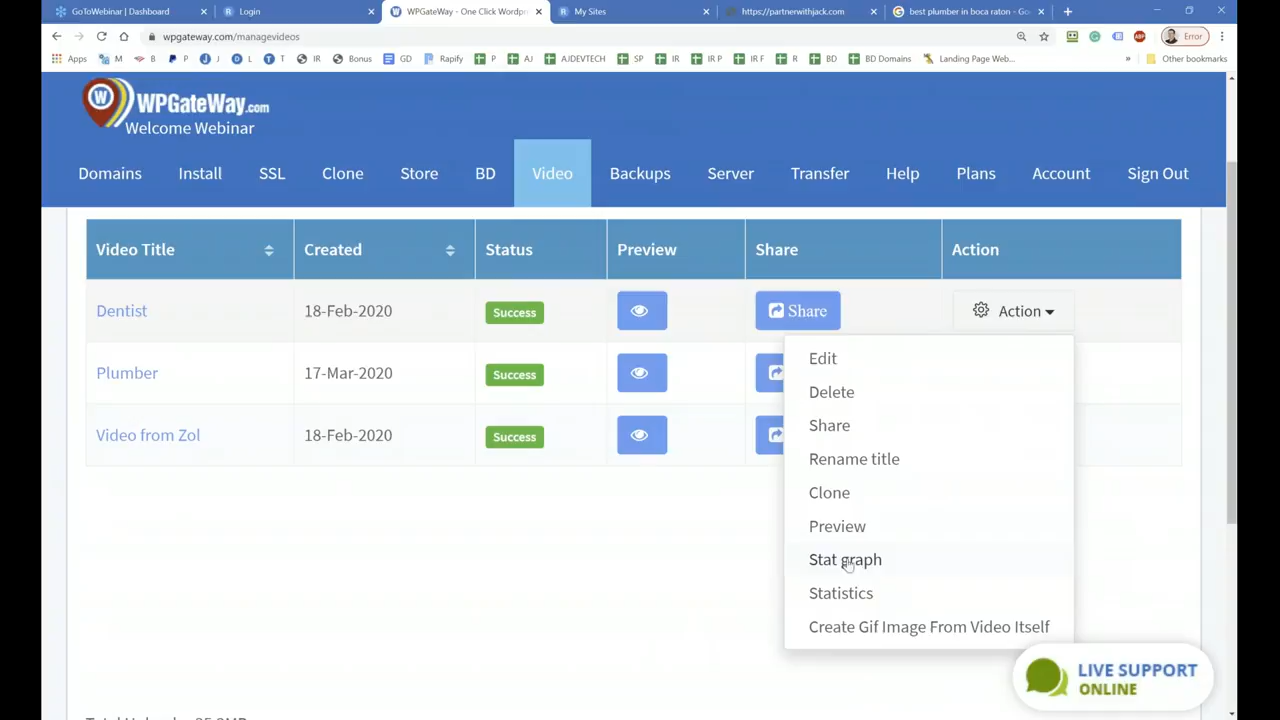 GoToWebinar | Dashboard
Login
WPGateWay - One Click Wordpr
My Sites
https://partnerwithjack.com
best plumber in boca raton - Go
wpgateway.com/managevideos
Error
Apps M B P J L T IR Bonus GD Rapify P AJ AJDEVTECH SP IR IR P IR F R BD BD Domains Landing Page Web... » Other bookmarks
W WPGateWay.com
Welcome Webinar
Domains Install SSL Clone Store BD Video Backups Server Transfer Help Plans Account Sign Out
Video Title Created Status Preview Share Action
Dentist 18-Feb-2020 Success Share Action
Plumber 17-Mar-2020 Success
Video from Zol 18-Feb-2020 Success
Edit
Delete
Share
Rename title
Clone
Preview
Stat graph
Statistics
Create Gif Image From Video Itself
LIVE SUPPORT
ONLINE